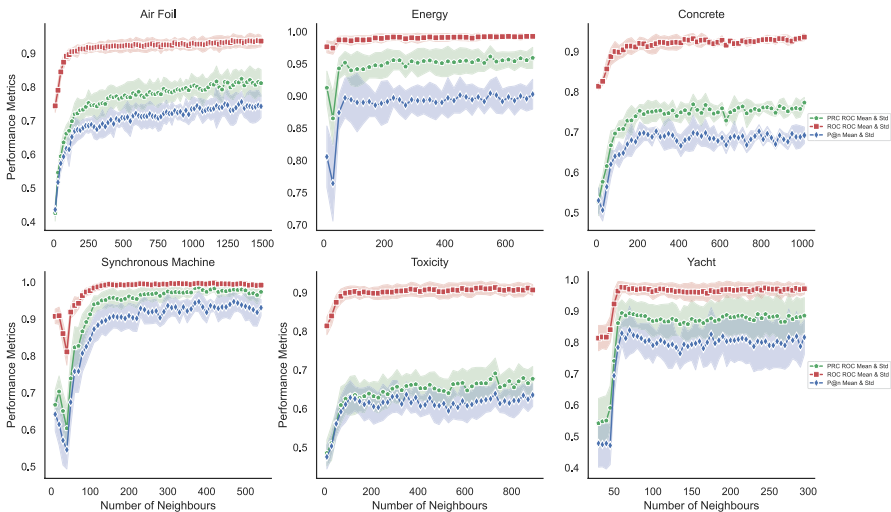 Air Foil
Energy
Concrete
Performance Metrics
0.9
0.8
0.7
0.6
0.5
0.4
0 250 500 750 1000 1250 1500
1.00
0.95
0.90
0.85
0.80
0.75
0.70
0 200 400 600
0.9
0.8
0.7
0.6
0.5
0 200 400 600 800 1000
PRC ROC Mean & Std
ROC ROC Mean & Std
P@n Mean & Std
Synchronous Machine
Toxicity
Yacht
Performance Metrics
1.0
0.9
0.8
0.7
0.6
0.5
0 100 200 300 400 500
Number of Neighbours
Performance Metrics
0.9
0.8
0.7
0.6
0.5
0 200 400 600 800
Number of Neighbours
1.0
0.9
0.8
0.7
0.6
0.5
0.4
50 100 150 200 250 300
Number of Neighbours
PRC ROC Mean & Std
ROC ROC Mean & Std
P@n Mean & Std